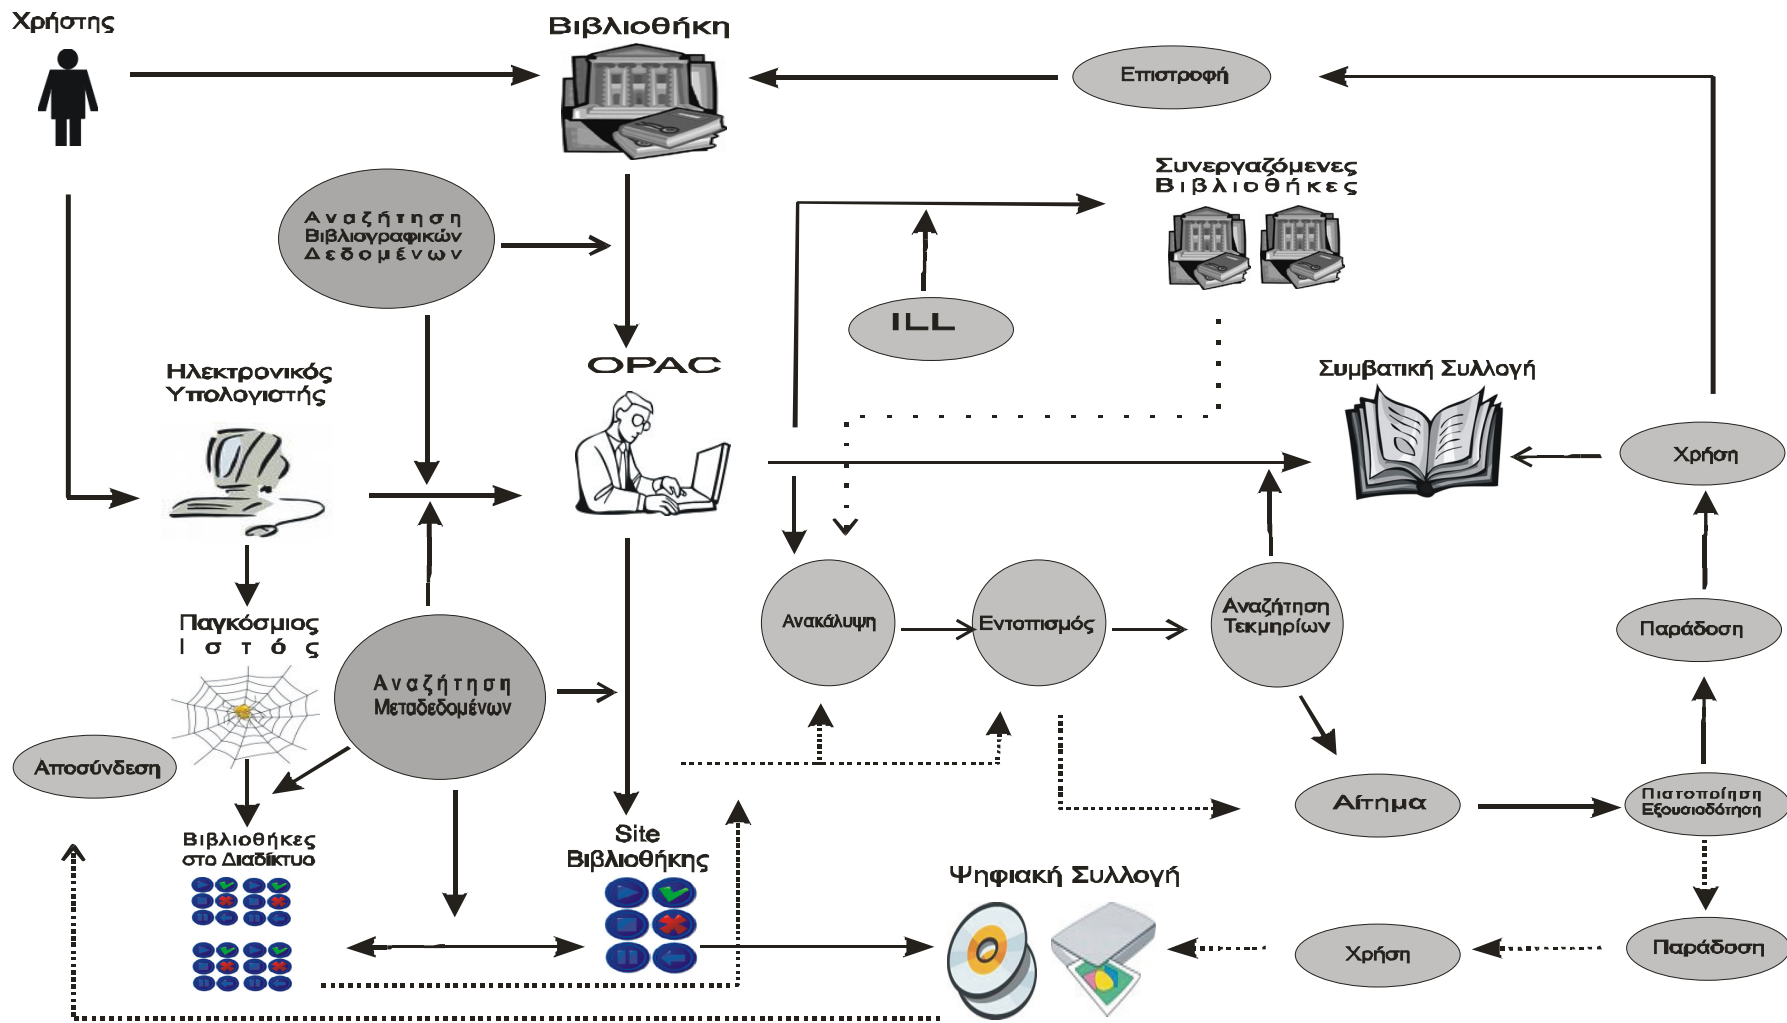 Χρήστης
Βιβλιοθήκη
Επιστροφή
Συνεργαζόμενες
Βιβλιοθήκες
Αναζήτηση
Βιβλιογραφικών
Δεδομένων
ILL
OPAC
Ηλεκτρονικός
Υπολογιστής
Συμβατική Συλλογή
Χρήση
Ανακάλυψη
Εντοπισμός
Αναζήτηση
Τεκμηρίων
Παράδοση
Παγκόσμιος
Ιστός
Αναζήτηση
Μεταδεδομένων
Αποσύνδεση
Αίτημα
Πιστοποίηση
Εξουσιοδότηση
Βιβλιοθήκες
στο Διαδίκτυο
Site
Βιβλιοθήκης
Ψηφιακή Συλλογή
Χρήση
Παράδοση